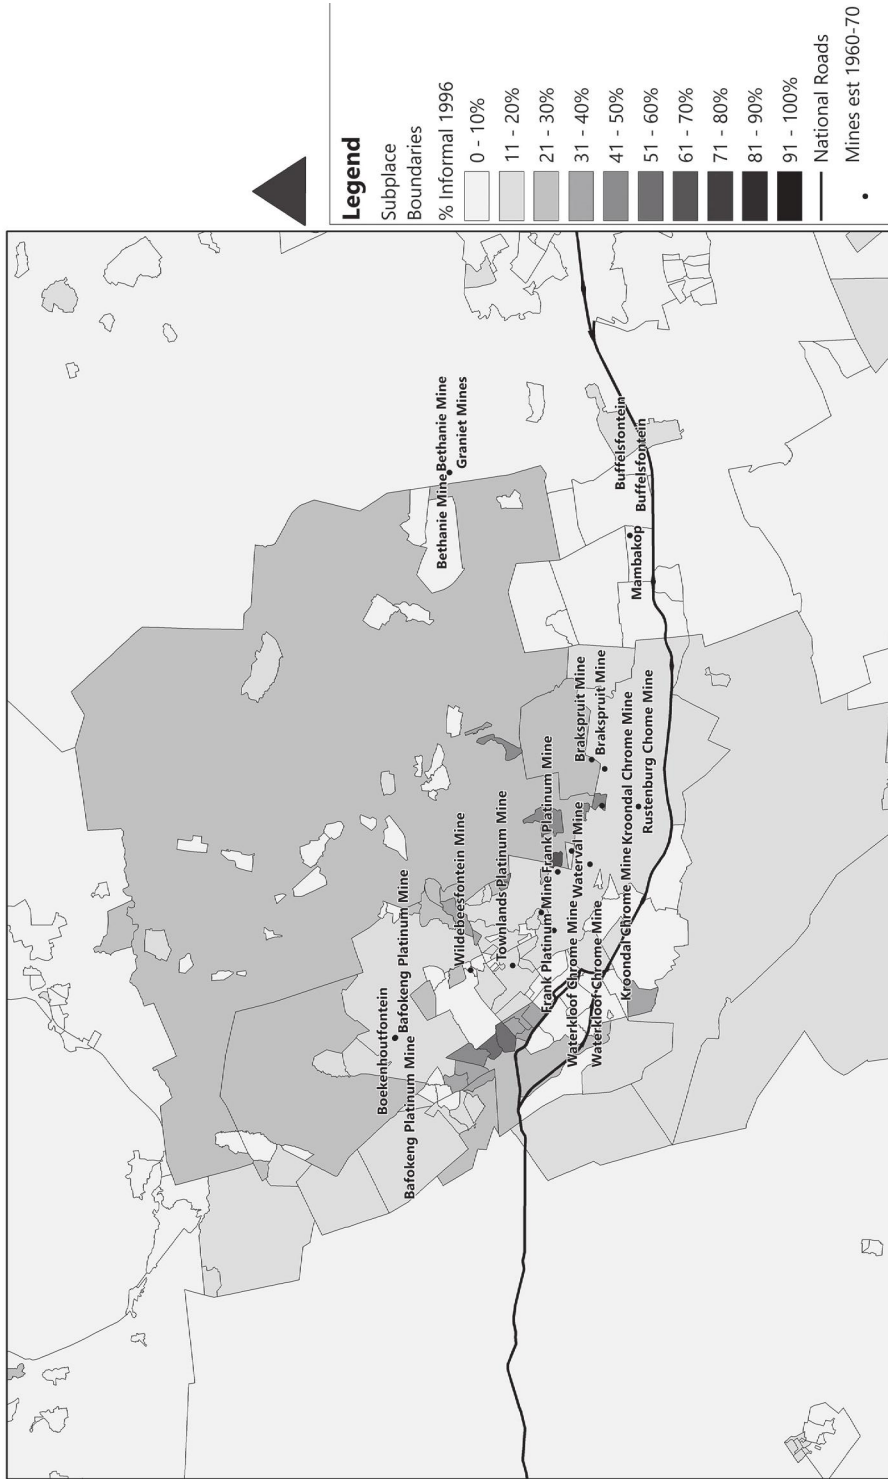 Legend
Subplace
Boundaries
% Informal 1996
0 - 10%
11 - 20%
21 - 30%
31 - 40%
41 - 50%
51 - 60%
61 - 70%
71 - 80%
81 - 90%
91 - 100%
National Roads
Mines est 1960-70
Boekenhoutfontein
Bafokeng Platinum Mine
Bafokeng Platinum Mine
Bethanie Mine
Bethanie Mine
Graniet Mines
Wildebeesfontein Mine
Townlands Platinum Mine
Frank Platinum Mine
Frank Platinum Mine
Waterval Mine
Waterkloof Chrome Mine
Waterkloof Chrome Mine
Brakspruit Mine
Brakspruit Mine
Kroondal Chrome Mine
Kroondal Chrome Mine
Rustenburg Chome Mine
Mambakop
Buffelsfontein
Buffelsfontein